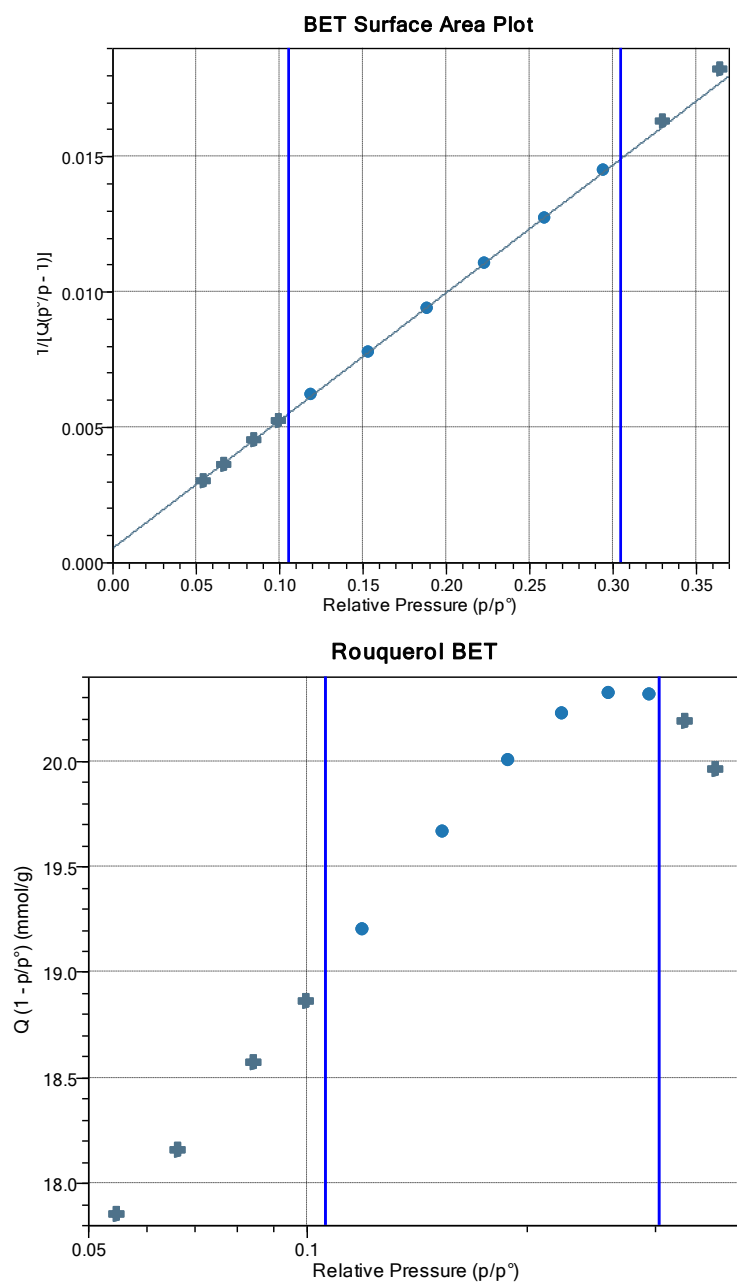 BET Surface Area Plot
1/[Q(p°/p - 1)]
0.015
0.010
0.005
0.000
0.00 0.05 0.10 0.15 0.20 0.25 0.30 0.35
Relative Pressure (p/p°)
Rouquerol BET
Q (1 - p/p°) (mmol/g)
20.0
19.5
19.0
18.5
18.0
0.05 0.1
Relative Pressure (p/p°)